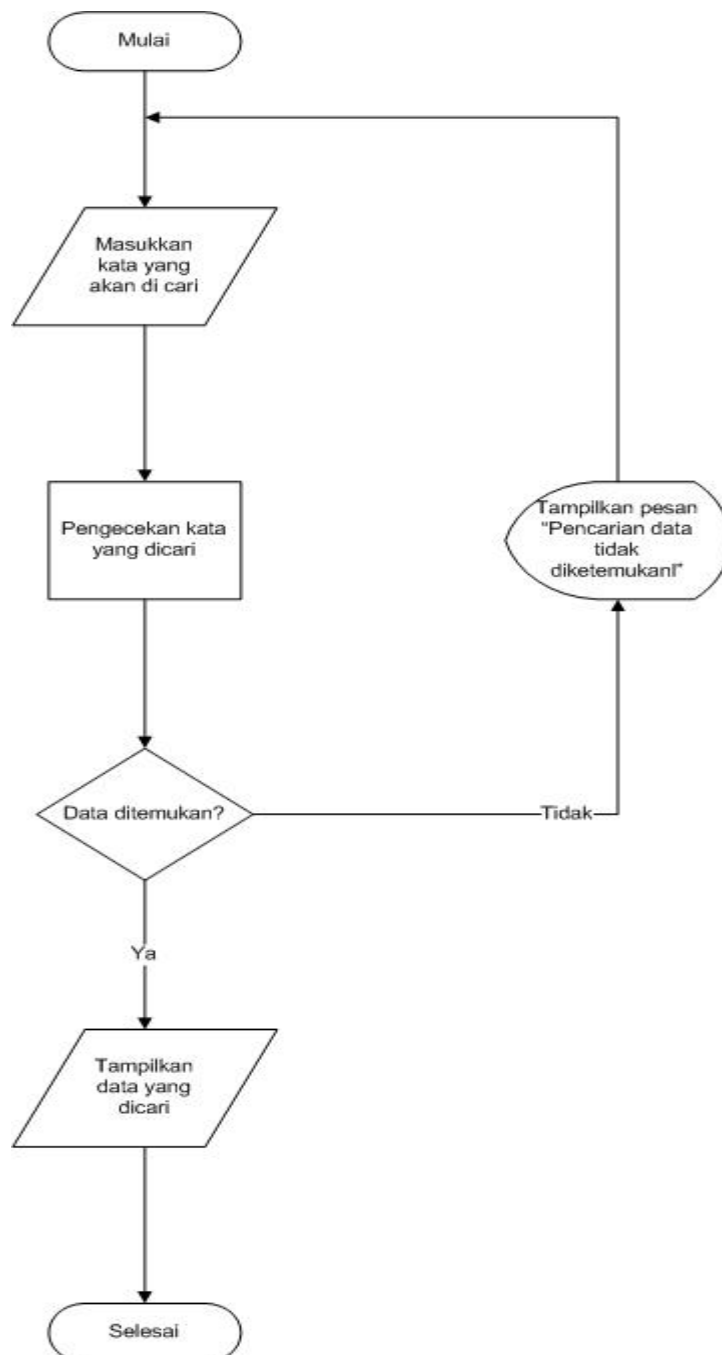 Mulai
Masukkan
kata yang
akan di cari
Pengecekan kata
yang dicari
Tampilkan pesan
"Pencarian data
tidak
diketemukan!"
Data ditemukan?
Tidak
Ya
Tampilkan
data yang
dicari
Selesai